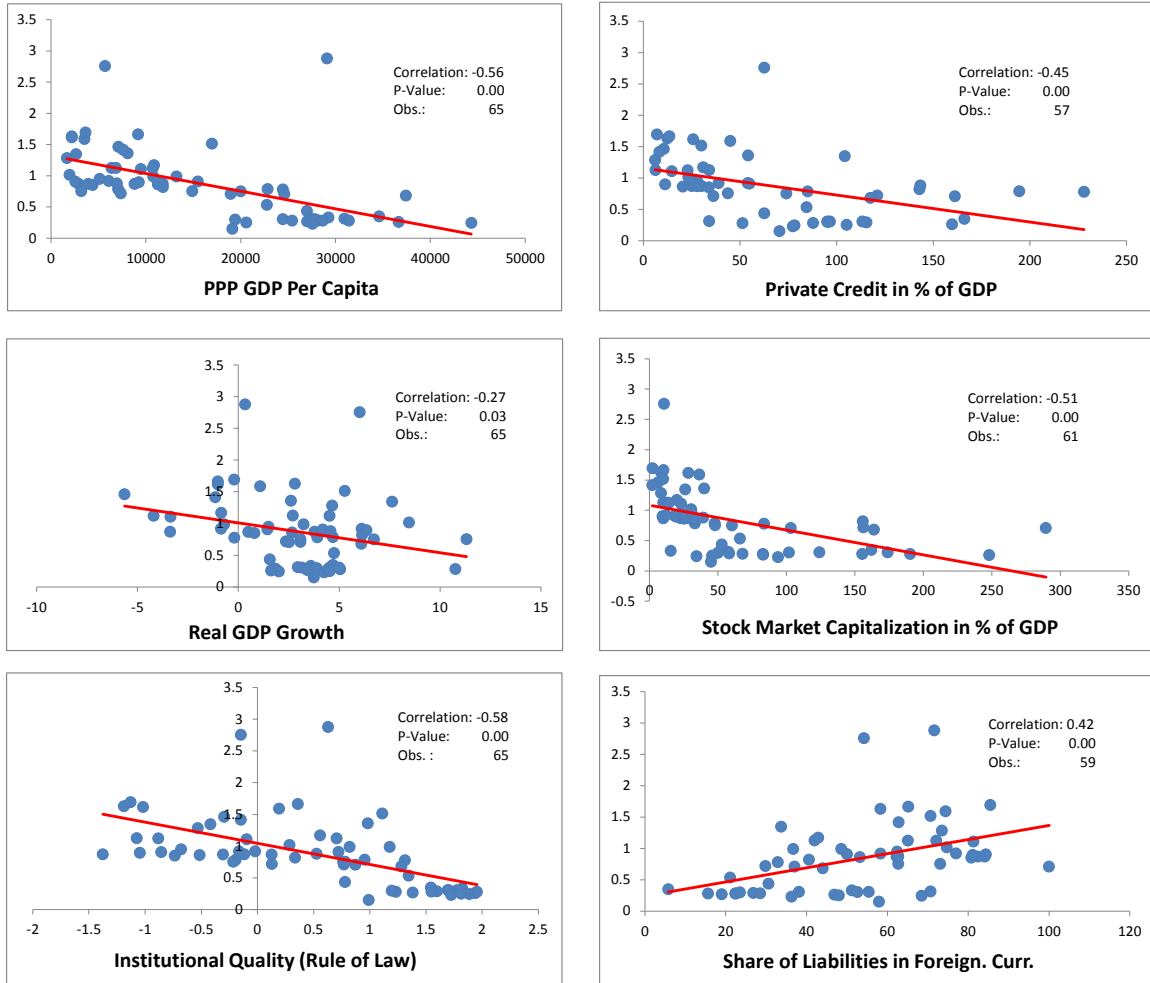 3.5
3
2.5
2
1.5
1
0.5
0
0 10000 20000 30000 40000 50000
Correlation: -0.56
P-Value: 0.00
Obs.: 65
PPP GDP Per Capita
3.5
3
2.5
2
1.5
1
0.5
0
0 50 100 150 200 250
Correlation: -0.45
P-Value: 0.00
Obs.: 57
Private Credit in % of GDP
3.5
3
2.5
2
1.5
1
0.5
0
-10 -5 0 5 10 15
Correlation: -0.27
P-Value: 0.03
Obs.: 65
Real GDP Growth
3.5
3
2.5
2
1.5
1
0.5
0
-0.5
0 50 100 150 200 250 300 350
Correlation: -0.51
P-Value: 0.00
Obs.: 61
Stock Market Capitalization in % of GDP
3.5
3
2.5
2
1.5
1
0.5
0
-2 -1.5 -1 -0.5 0 0.5 1 1.5 2 2.5
Correlation: -0.58
P-Value: 0.00
Obs. : 65
Institutional Quality (Rule of Law)
3.5
3
2.5
2
1.5
1
0.5
0
0 20 40 60 80 100 120
Correlation: 0.42
P-Value: 0.00
Obs.: 59
Share of Liabilities in Foreign. Curr.